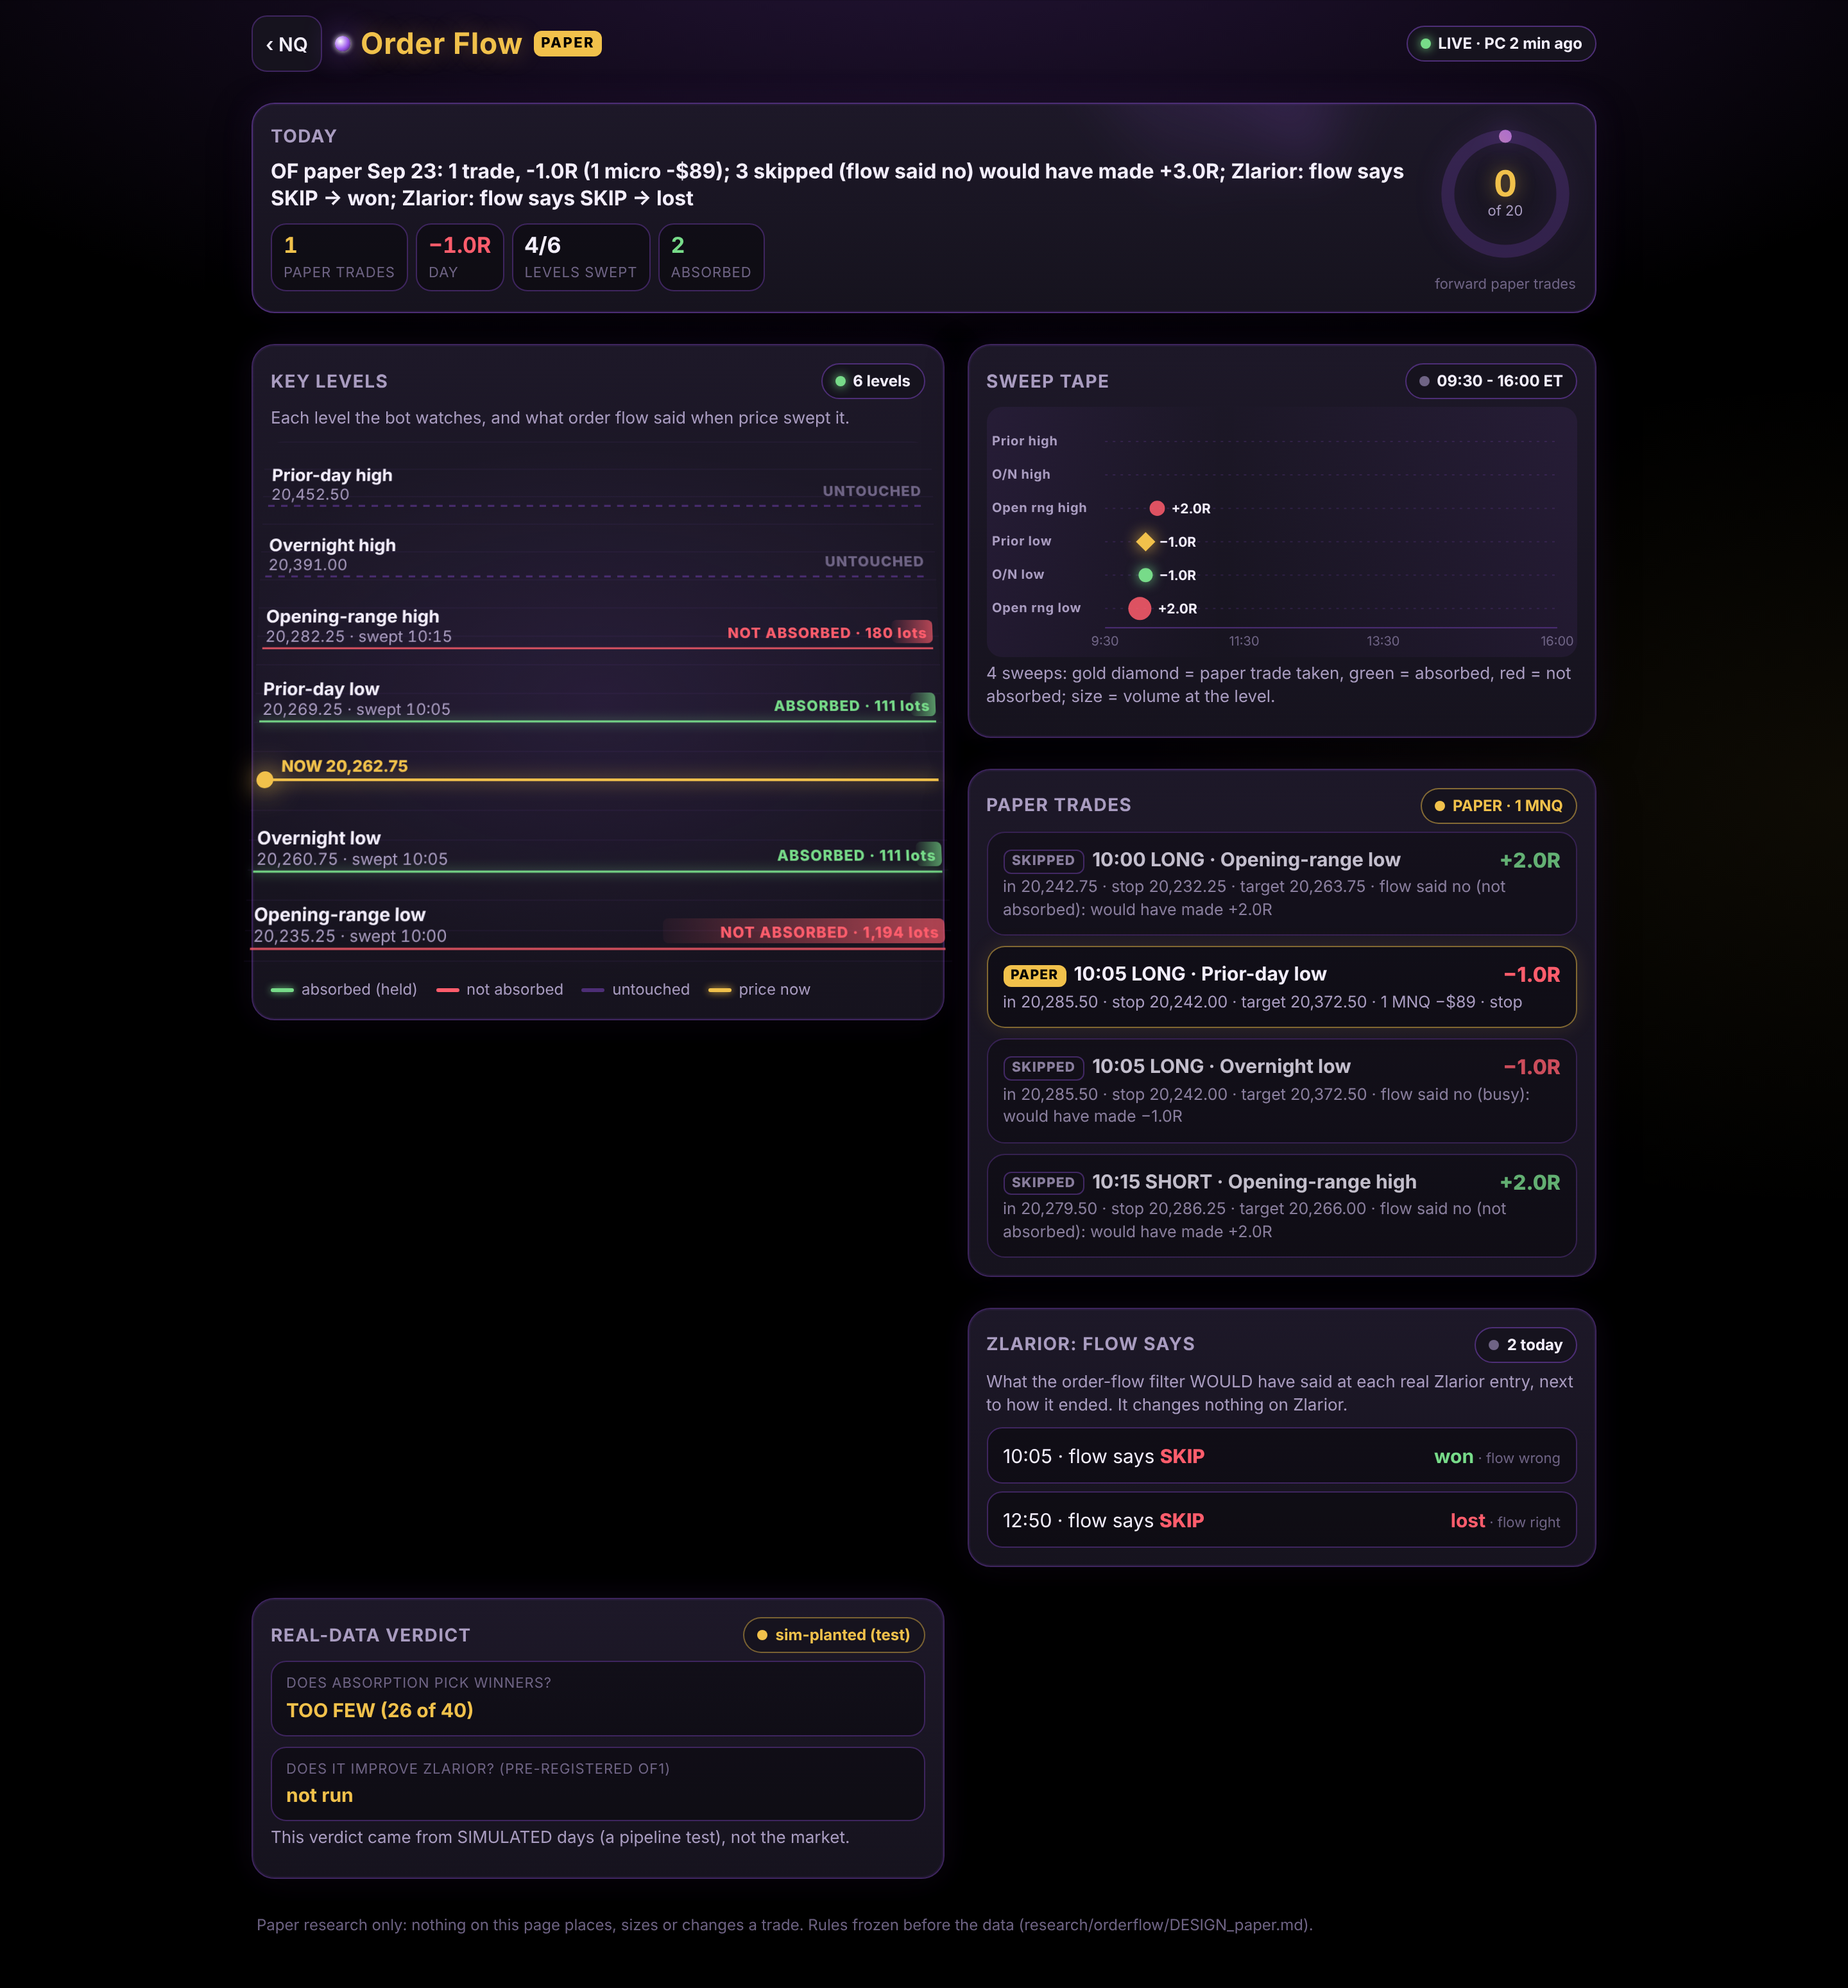 ‹ NQ
Order Flow
PAPER
LIVE · PC 2 min ago
TODAY
OF paper Sep 23: 1 trade, -1.0R (1 micro -$89); 3 skipped (flow said no) would have made +3.0R; Zlarior: flow says
SKIP → won; Zlarior: flow says SKIP → lost
1
PAPER TRADES
−1.0R
DAY
4/6
LEVELS SWEPT
2
ABSORBED
0
of 20
forward paper trades
KEY LEVELS
6 levels
Each level the bot watches, and what order flow said when price swept it.
Prior-day high
20,452.50
UNTOUCHED
Overnight high
20,391.00
UNTOUCHED
Opening-range high
20,282.25 · swept 10:15
NOT ABSORBED · 180 lots
Prior-day low
20,269.25 · swept 10:05
ABSORBED · 111 lots
NOW 20,262.75
Overnight low
20,260.75 · swept 10:05
ABSORBED · 111 lots
Opening-range low
20,235.25 · swept 10:00
NOT ABSORBED · 1,194 lots
absorbed (held)
not absorbed
untouched
price now
SWEEP TAPE
09:30 - 16:00 ET
Prior high
O/N high
Open rng high
+2.0R
Prior low
−1.0R
O/N low
−1.0R
Open rng low
+2.0R
9:30
11:30
13:30
16:00
4 sweeps: gold diamond = paper trade taken, green = absorbed, red = not
absorbed; size = volume at the level.
PAPER TRADES
PAPER · 1 MNQ
SKIPPED 10:00 LONG · Opening-range low +2.0R
in 20,242.75 · stop 20,232.25 · target 20,263.75 · flow said no (not
absorbed): would have made +2.0R
PAPER 10:05 LONG · Prior-day low −1.0R
in 20,285.50 · stop 20,242.00 · target 20,372.50 · 1 MNQ −$89 · stop
SKIPPED 10:05 LONG · Overnight low −1.0R
in 20,285.50 · stop 20,242.00 · target 20,372.50 · flow said no (busy):
would have made −1.0R
SKIPPED 10:15 SHORT · Opening-range high +2.0R
in 20,279.50 · stop 20,286.25 · target 20,266.00 · flow said no (not
absorbed): would have made +2.0R
ZLARIOR: FLOW SAYS
2 today
What the order-flow filter WOULD have said at each real Zlarior entry, next
to how it ended. It changes nothing on Zlarior.
10:05 · flow says SKIP
won · flow wrong
12:50 · flow says SKIP
lost · flow right
REAL-DATA VERDICT
sim-planted (test)
DOES ABSORPTION PICK WINNERS?
TOO FEW (26 of 40)
DOES IT IMPROVE ZLARIOR? (PRE-REGISTERED OF1)
not run
This verdict came from SIMULATED days (a pipeline test), not the market.
Paper research only: nothing on this page places, sizes or changes a trade. Rules frozen before the data (research/orderflow/DESIGN_paper.md).